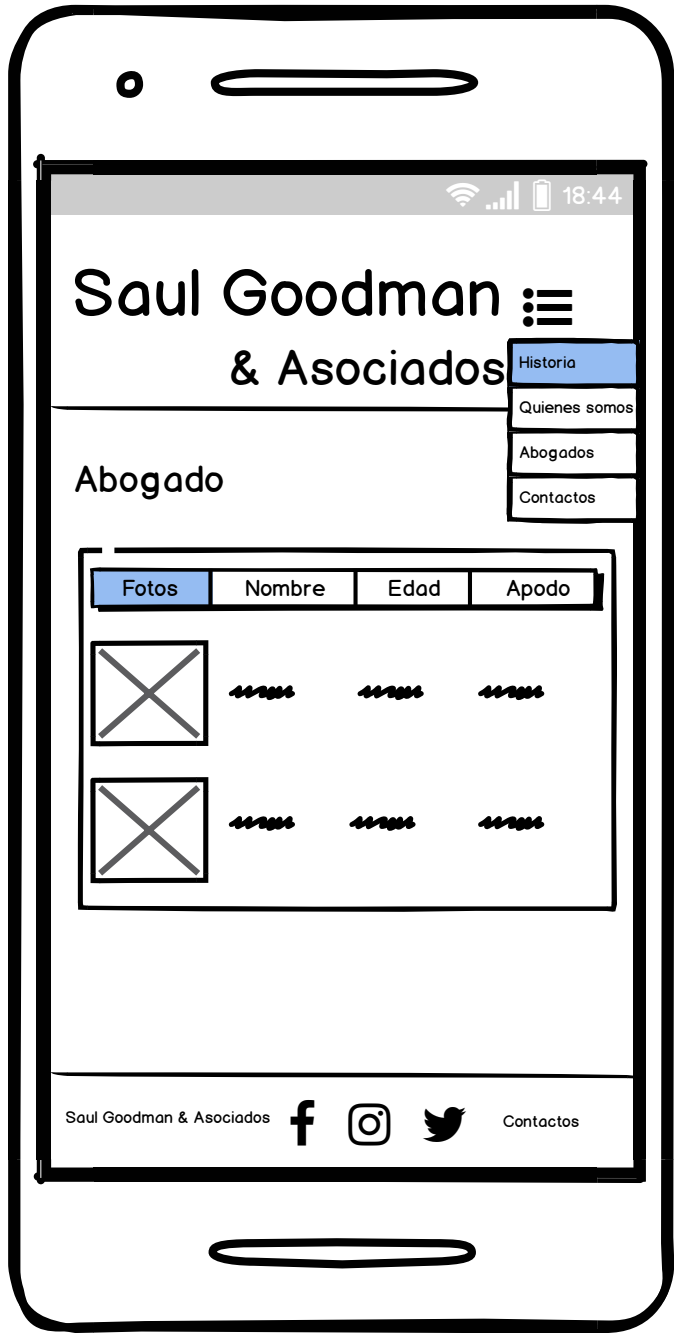 18:44
Saul Goodman
& Asociados
Historia
Quienes somos
Abogados
Contactos
Abogado
Fotos Nombre Edad Apodo
Saul Goodman & Asociados Contactos